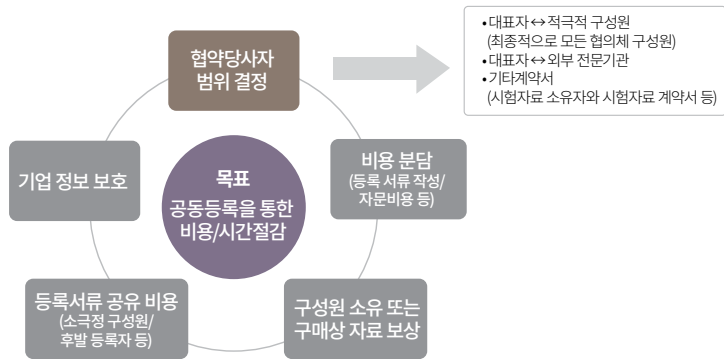 협약당사자
범위 결정
•대표자↔적극적 구성원
(최종적으로 모든 협의체 구성원)
•대표자↔외부 전문기관
•기타계약서
(시험자료 소유자와 시험자료 계약서 등)
기업 정보 보호
목표
공동등록을 통한
비용/시간절감
비용 분담
(등록 서류 작성/
자문비용 등)
등록서류 공유 비용
(소극정 구성원/
후발 등록자 등)
구성원 소유 또는
구매상 자료 보상